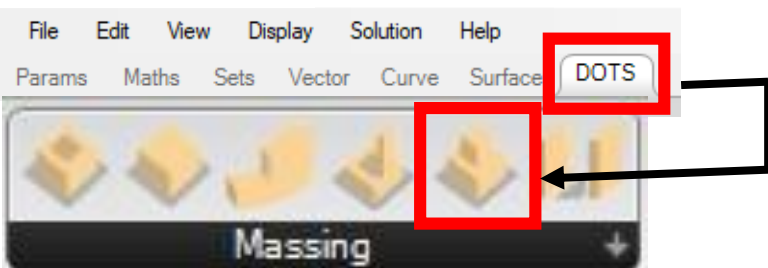 File Edit View Display Solution Help
Params Maths Sets Vector Curve Surface DOTS
Massing